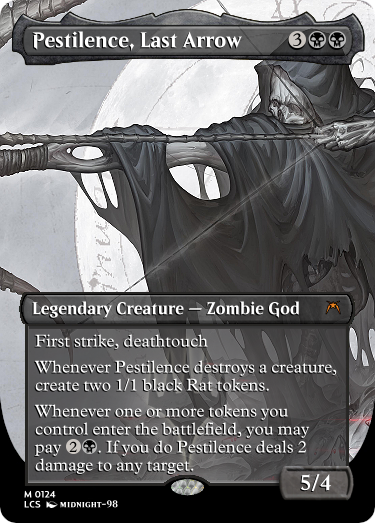 Pestilence, Last Arrow 3
Legendary Creature — Zombie God
First strike, deathtouch
Whenever Pestilence destroys a creature,
create two 1/1 black Rat tokens.
Whenever one or more tokens you
control enter the battlefield, you may
pay 2. If you do Pestilence deals 2
damage to any target.
5/4
M 0124
LCS MIDNIGHT-98